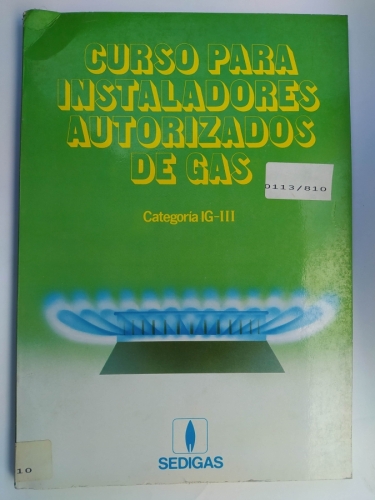 CURSO PARA
INSTALADORES
AUTORIZADOS
DE GAS
0113/810
Categoría IG-III
SEDIGAS
10